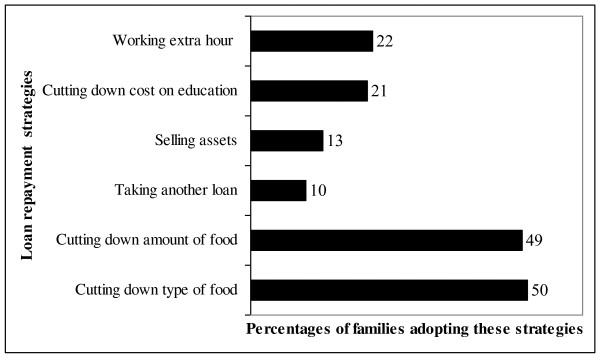 Loan repayment strategies
Working extra hour 22
Cutting down cost on education 21
Selling assets 13
Taking another loan 10
Cutting down amount of food 49
Cutting down type of food 50
Percentages of families adopting these strategies